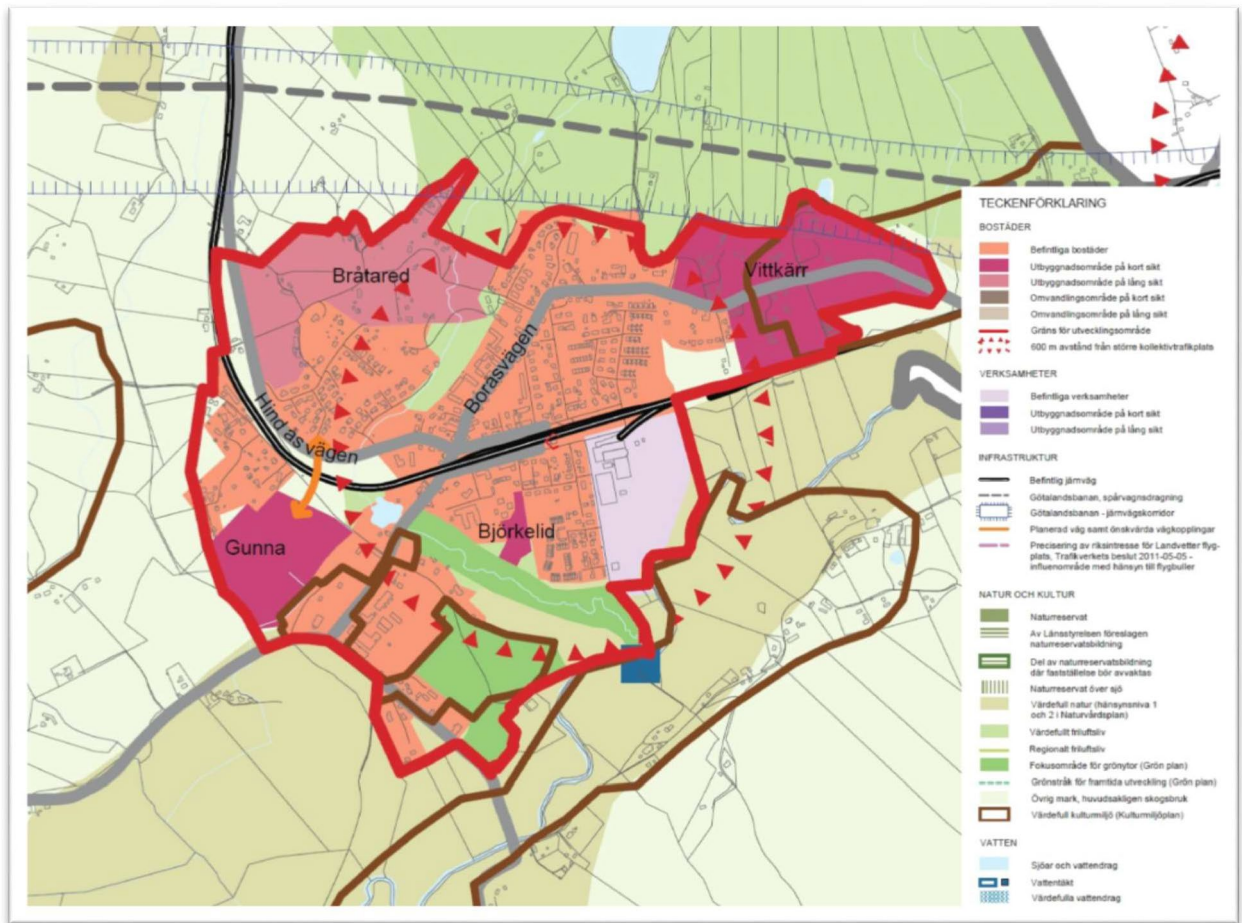 Bråtared
Vittkärr
Boråsvägen
Hindåsvägen
Björkelid
Gunna
TECKENFÖRKLARING
BOSTÄDER
Befintliga bostäder
Utbyggnadsområde på kort sikt
Utbyggnadsområde på lång sikt
Omvandlingsområde på kort sikt
Omvandlingsområde på lång sikt
Gräns för utvecklingsområde
600 m avstånd från större kollektivtrafikplats
VERKSAMHETER
Befintliga verksamheter
Utbyggnadsområde på kort sikt
Utbyggnadsområde på lång sikt
INFRASTRUKTUR
Befintlig järnväg
Götalandsbanan, spårvagnsdragning
Götalandsbanan - järnvägskorridor
Planerad väg samt önskvärda vägkopplingar
Precisering av riksintresse för Landvetter flyg-
plats, Trafikverkets beslut 2011-05-05 -
influenområde med hänsyn till flygbuller
NATUR OCH KULTUR
Naturreservat
Av Länsstyrelsen föreslagen
naturreservatsbildning
Del av naturreservatsbildning
där fastställelse bör avvaktas
Naturreservat över sjö
Värdefull natur (hänsynsnivå 1
och 2 i Naturvårdsplan)
Värdefullt friluftsliv
Regionalt friluftsliv
Fokusområde för grönytor (Grön plan)
Grönstråk för framtida utveckling (Grön plan)
Övrig mark, huvudsakligen skogsbruk
Värdefull kulturmiljö (Kulturmiljöplan)
VATTEN
Sjöar och vattendrag
Vattentäkt
Värdefulla vattendrag